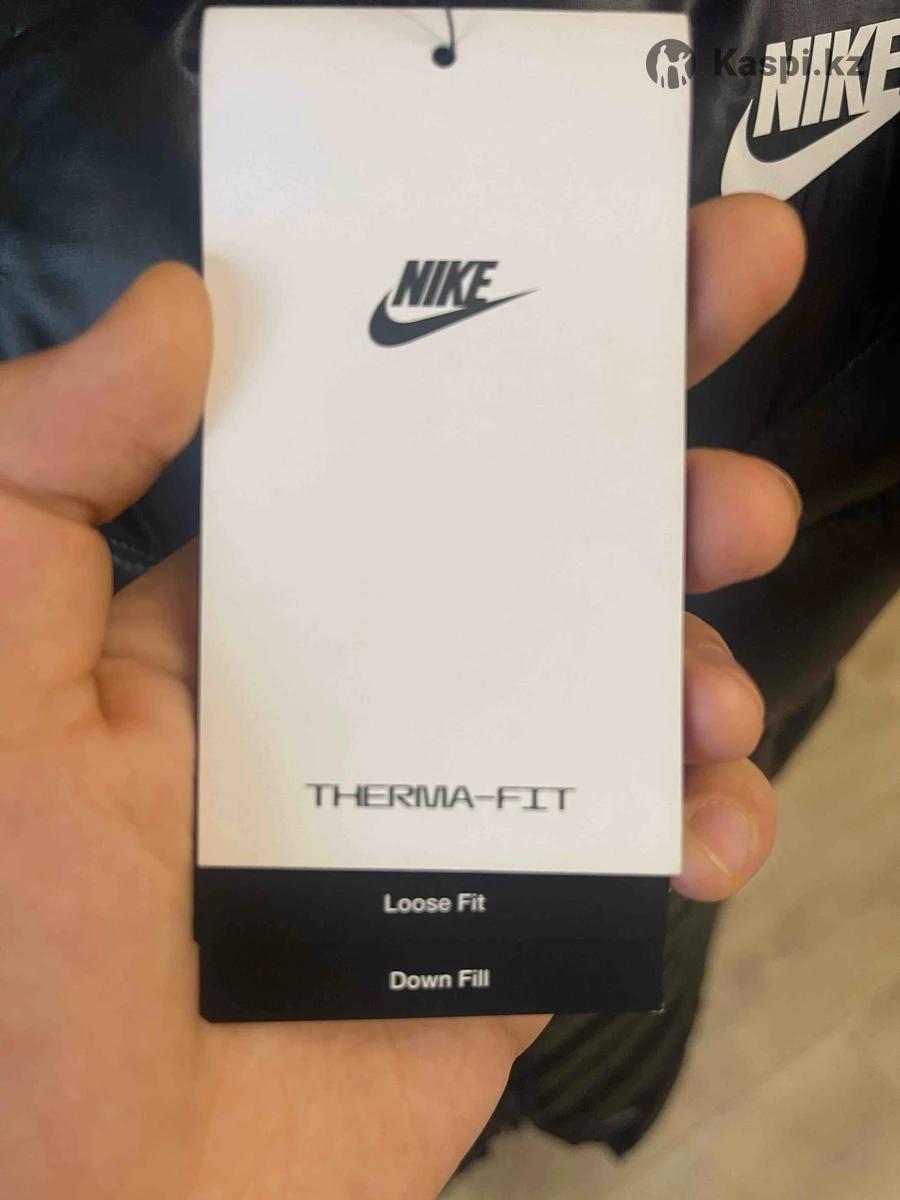 Kaspi.kz
NIKE
NIKE
THERMA-FIT
Loose Fit
Down Fill